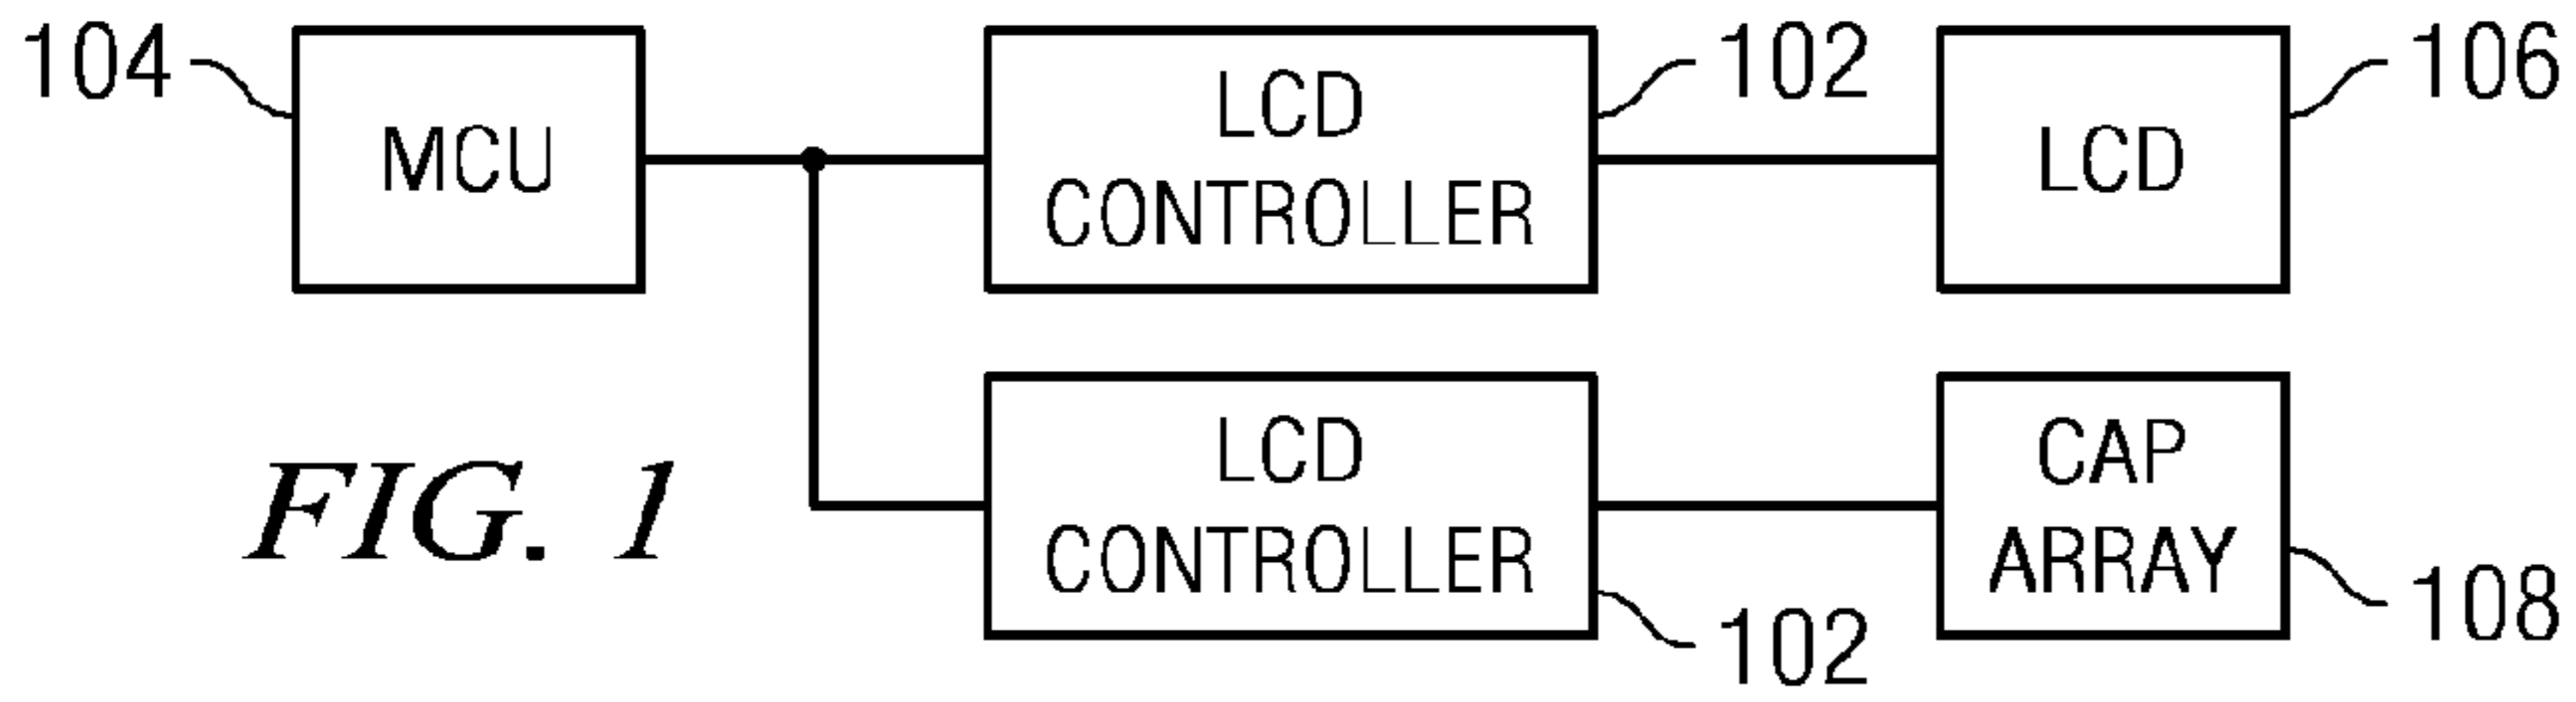 104
MCU
LCD
CONTROLLER
102
LCD
106
FIG. 1
LCD
CONTROLLER
102
CAP
ARRAY
108